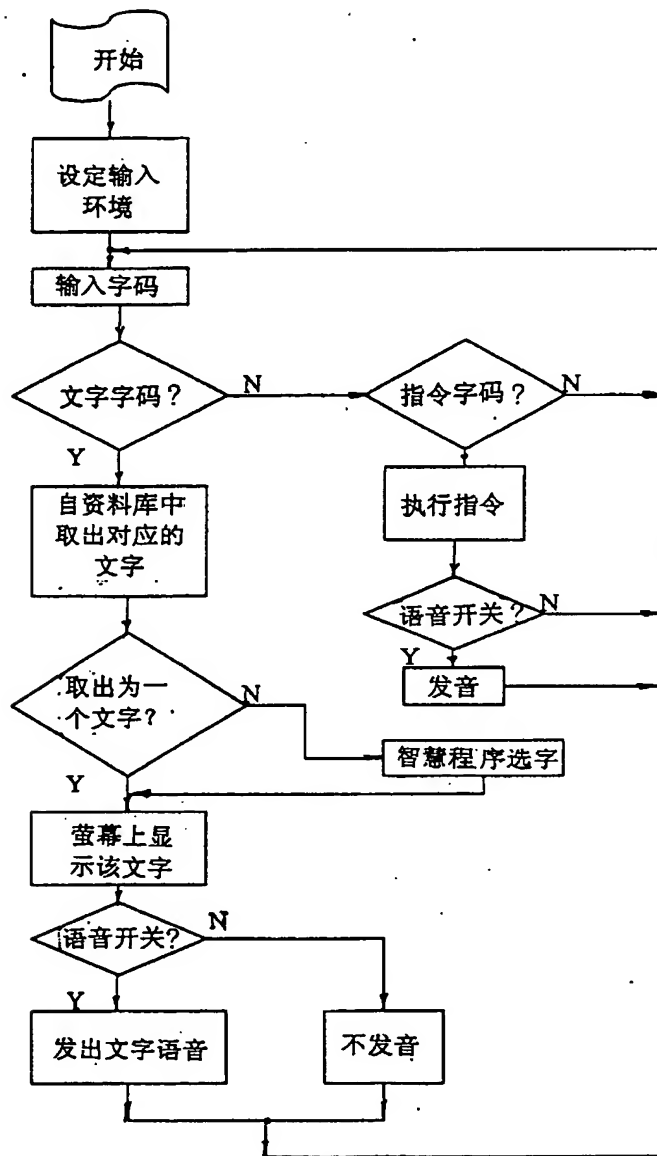 开始
设定输入
环境
输入字码
文字字码？
N
指令字码？
N
Y
自资料库中
取出对应的
文字
执行指令
语音开关？
N
Y
发音
取出为一
个文字？
N
智慧程序选字
Y
萤幕上显
示该文字
语音开关？
N
Y
发出文字语音
不发音